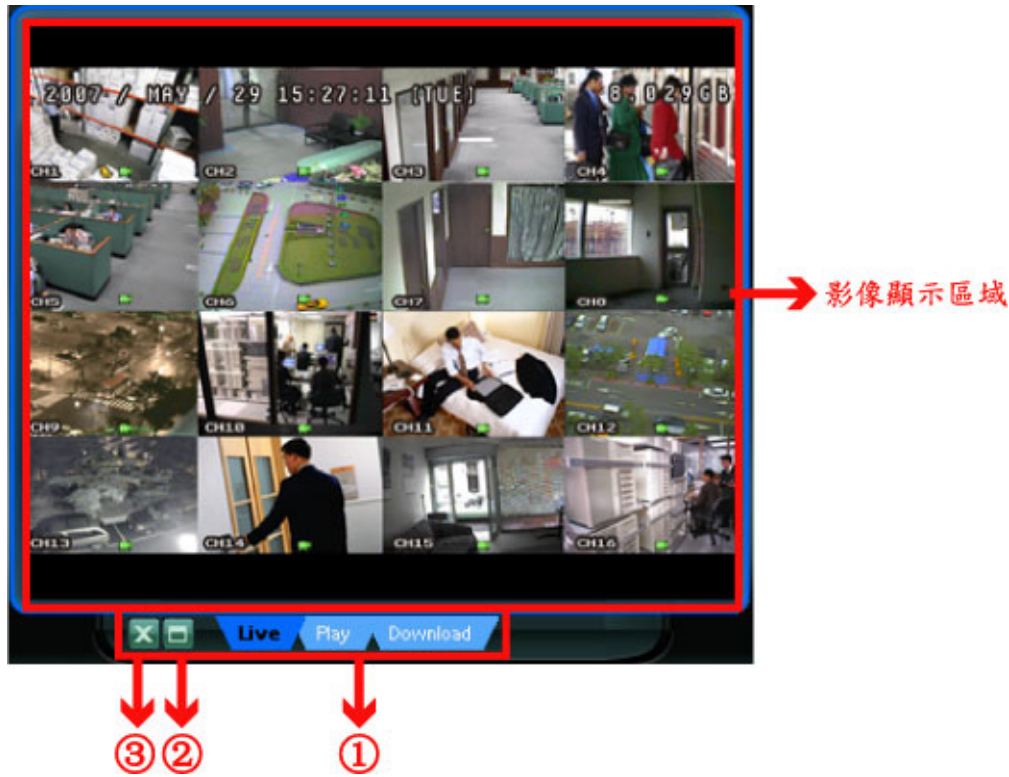 2007 / MAY / 29 15:27:11 [TUE] 8.029GB
CH1 CH2 CH3 CH4
CH5 CH6 CH7 CH8
影像顯示區域
CH9 CH10 CH11 CH12
CH13 CH14 CH15 CH16
Live Play Download
③ ② ①